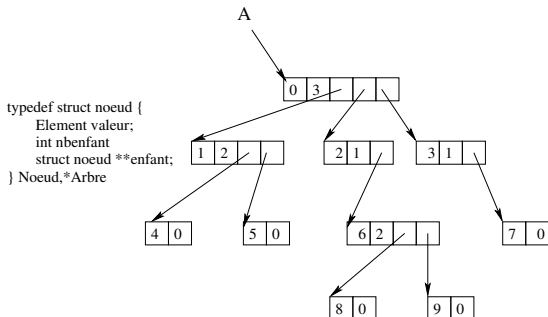 A
0 3
typedef struct noeud {
Element valeur;
int nbenfant
struct noeud **enfant;
} Noeud,*Arbre
1 2
2 1
3 1
4 0
5 0
6 2
7 0
8 0
9 0